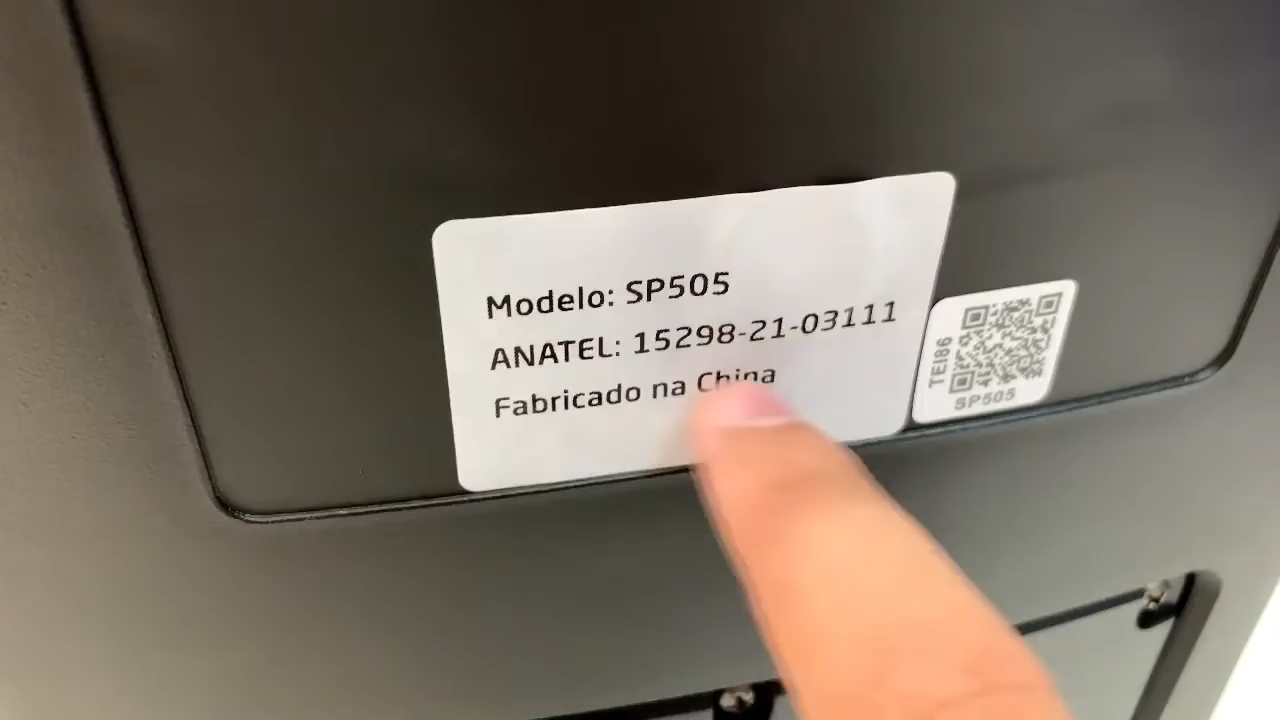 Modelo: SP505
ANATEL: 15298-21-03111
Fabricado na China
TEI86
SP505